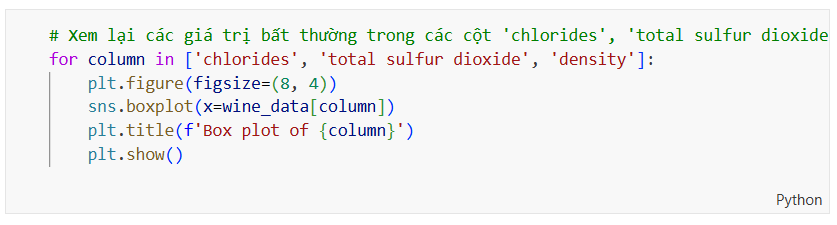 # Xem lại các giá trị bất thường trong các cột 'chlorides', 'total sulfur dioxide
for column in ['chlorides', 'total sulfur dioxide', 'density']:
    plt.figure(figsize=(8, 4))
    sns.boxplot(x=wine_data[column])
    plt.title(f'Box plot of {column}')
    plt.show()
Python